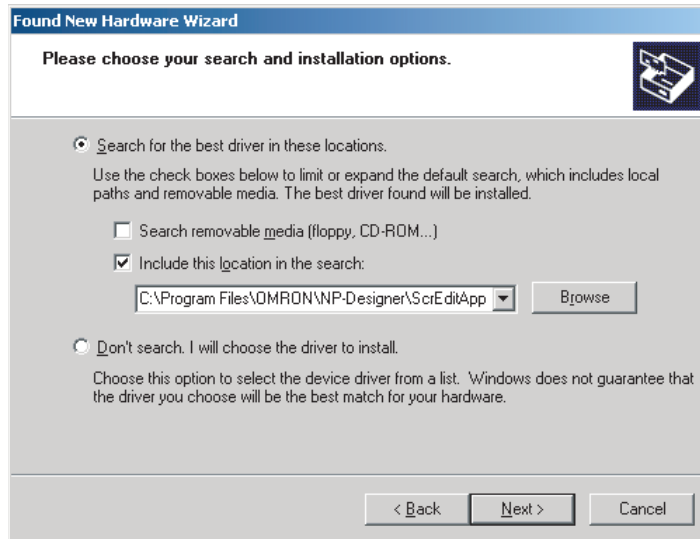 Found New Hardware Wizard
Please choose your search and installation options.
Search for the best driver in these locations.
Use the check boxes below to limit or expand the default search, which includes local
paths and removable media. The best driver found will be installed.
Search removable media (floppy, CD-ROM...)
Include this location in the search:
C:\Program Files\OMRON\NP-Designer\ScrEditApp
Browse
Don't search. I will choose the driver to install.
Choose this option to select the device driver from a list. Windows does not guarantee that
the driver you choose will be the best match for your hardware.
< Back
Next >
Cancel